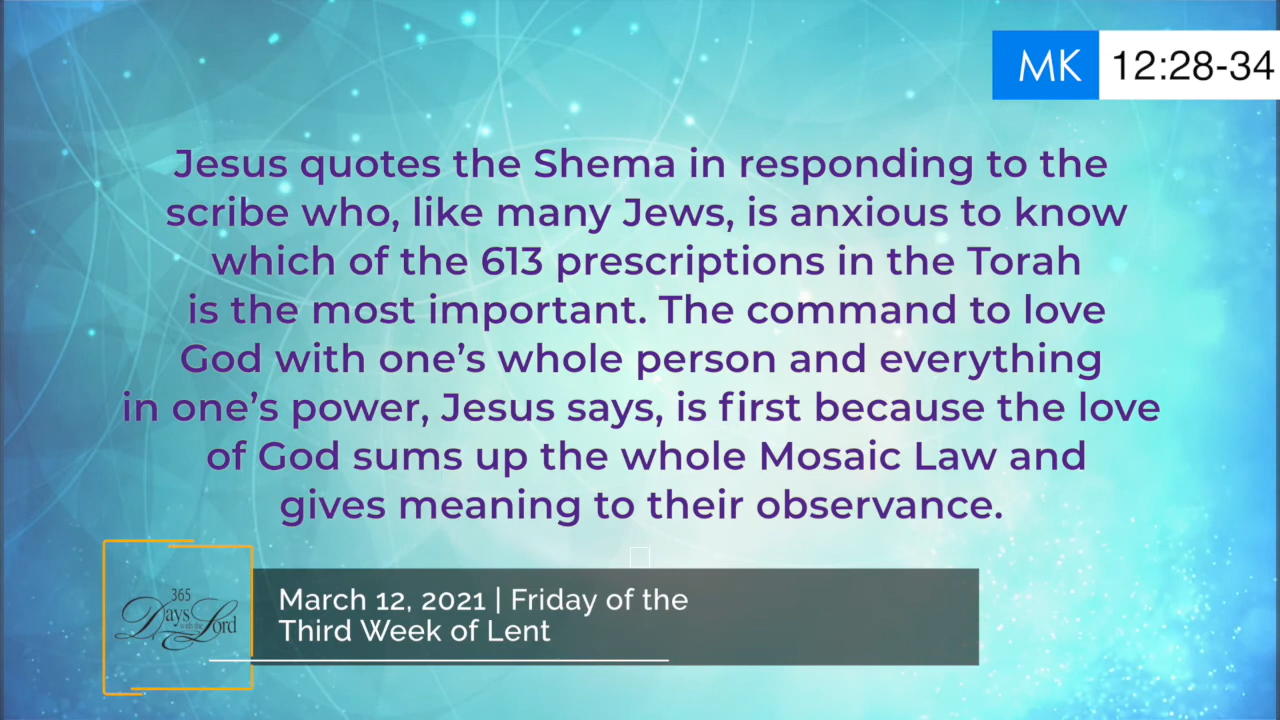 MK 12:28-34
Jesus quotes the Shema in responding to the
scribe who, like many Jews, is anxious to know
which of the 613 prescriptions in the Torah
is the most important. The command to love
God with one’s whole person and everything
in one’s power, Jesus says, is first because the love
of God sums up the whole Mosaic Law and
gives meaning to their observance.
365
Days with the Lord
March 12, 2021 | Friday of the
Third Week of Lent